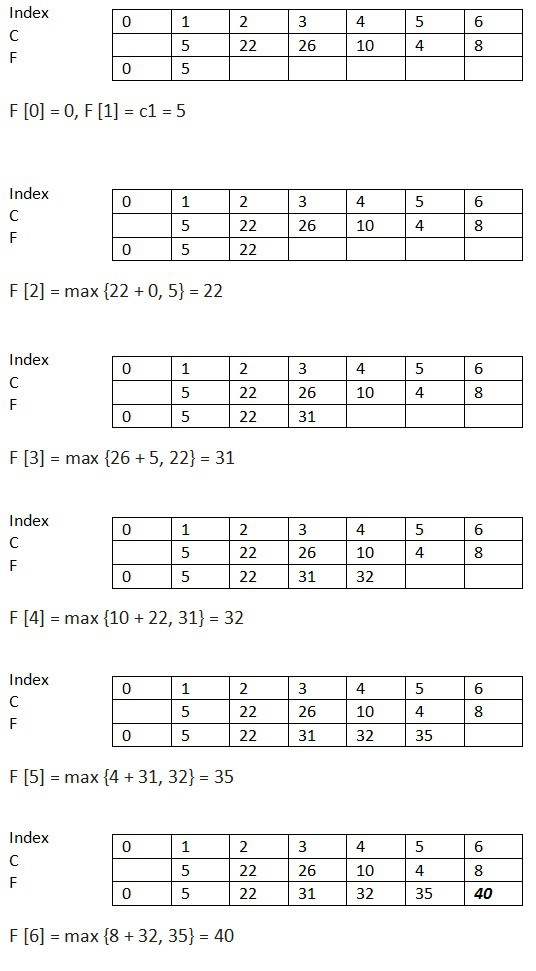 Index 0 1 2 3 4 5 6
C 5 22 26 10 4 8
F 0 5
F [0] = 0, F [1] = c1 = 5
Index 0 1 2 3 4 5 6
C 5 22 26 10 4 8
F 0 5 22
F [2] = max {22 + 0, 5} = 22
Index 0 1 2 3 4 5 6
C 5 22 26 10 4 8
F 0 5 22 31
F [3] = max {26 + 5, 22} = 31
Index 0 1 2 3 4 5 6
C 5 22 26 10 4 8
F 0 5 22 31 32
F [4] = max {10 + 22, 31} = 32
Index 0 1 2 3 4 5 6
C 5 22 26 10 4 8
F 0 5 22 31 32 35
F [5] = max {4 + 31, 32} = 35
Index 0 1 2 3 4 5 6
C 5 22 26 10 4 8
F 0 5 22 31 32 35 40
F [6] = max {8 + 32, 35} = 40